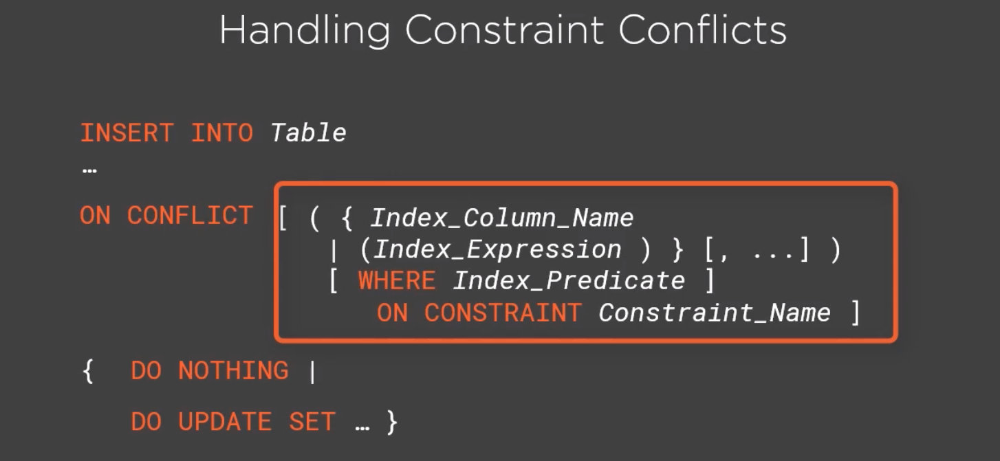 Handling Constraint Conflicts
INSERT INTO Table
…
ON CONFLICT [ ( { Index_Column_Name
| (Index_Expression ) } [, ...] )
[ WHERE Index_Predicate ]
ON CONSTRAINT Constraint_Name ]
{ DO NOTHING |
DO UPDATE SET … }